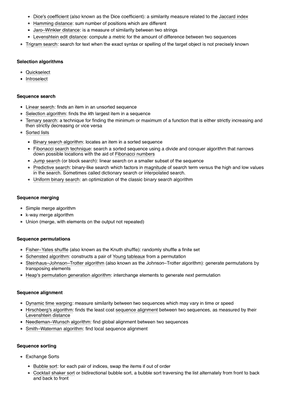 Dice's coefficient (also known as the Dice coefficient): a similarity measure related to the Jaccard index
Hamming distance: sum number of positions which are different
Jaro–Winkler distance: is a measure of similarity between two strings
Levenshtein edit distance: compute a metric for the amount of difference between two sequences
Trigram search: search for text when the exact syntax or spelling of the target object is not precisely known
Selection algorithms
Quickselect
Introselect
Sequence search
Linear search: finds an item in an unsorted sequence
Selection algorithm: finds the kth largest item in a sequence
Ternary search: a technique for finding the minimum or maximum of a function that is either strictly increasing and
then strictly decreasing or vice versa
Sorted lists
Binary search algorithm: locates an item in a sorted sequence
Fibonacci search technique: search a sorted sequence using a divide and conquer algorithm that narrows
down possible locations with the aid of Fibonacci numbers
Jump search (or block search): linear search on a smaller subset of the sequence
Predictive search: binary-like search which factors in magnitude of search term versus the high and low values
in the search. Sometimes called dictionary search or interpolated search.
Uniform binary search: an optimization of the classic binary search algorithm
Sequence merging
Simple merge algorithm
k-way merge algorithm
Union (merge, with elements on the output not repeated)
Sequence permutations
Fisher–Yates shuffle (also known as the Knuth shuffle): randomly shuffle a finite set
Schensted algorithm: constructs a pair of Young tableaux from a permutation
Steinhaus–Johnson–Trotter algorithm (also known as the Johnson–Trotter algorithm): generate permutations by
transposing elements
Heap's permutation generation algorithm: interchange elements to generate next permutation
Sequence alignment
Dynamic time warping: measure similarity between two sequences which may vary in time or speed
Hirschberg's algorithm: finds the least cost sequence alignment between two sequences, as measured by their
Levenshtein distance
Needleman–Wunsch algorithm: find global alignment between two sequences
Smith–Waterman algorithm: find local sequence alignment
Sequence sorting
Exchange Sorts
Bubble sort: for each pair of indices, swap the items if out of order
Cocktail shaker sort or bidirectional bubble sort, a bubble sort traversing the list alternately from front to back
and back to front